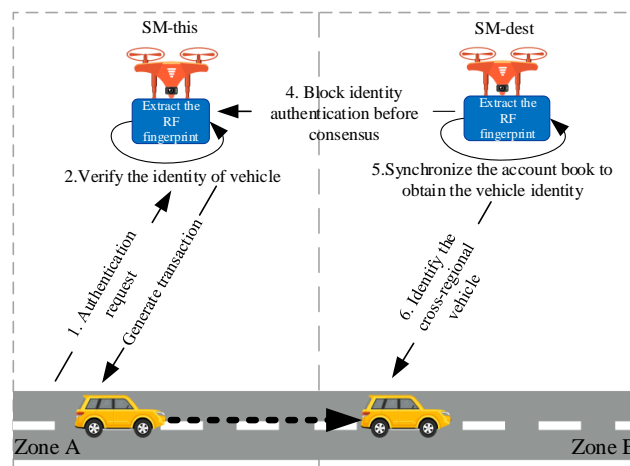 SM-this
SM-dest
Extract the
RF
fingerprint
4. Block identity
authentication before
consensus
Extract the
RF
fingerprint
2.Verify the identity of vehicle
5.Synchronize the account book to
obtain the vehicle identity
1. Authentication
request
Generate transaction
6. Identify the
cross-regional
vehicle
Zone A
Zone B